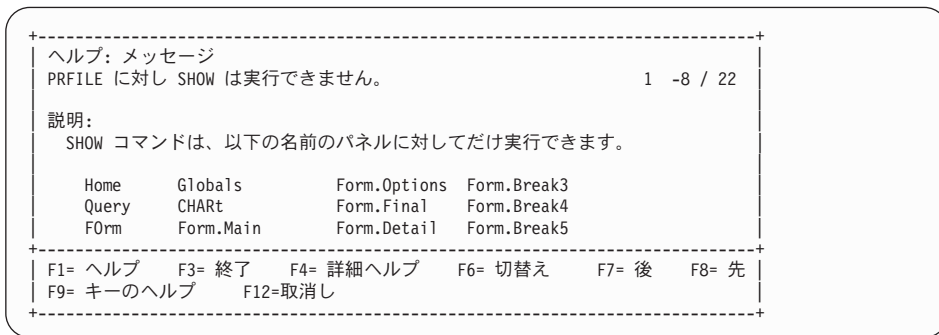 +------------------------------------------------------------------------------+
| ヘルプ: メッセージ |
| PRFILE に対し SHOW は実行できません。 1 -8 / 22 |
| 説明: |
| SHOW コマンドは、以下の名前のパネルに対してだけ実行できます。 |
| Home Globals Form.Options Form.Break3 |
| Query CHARt Form.Final Form.Break4 |
| FOrm Form.Main Form.Detail Form.Break5 |
+------------------------------------------------------------------------------+
| F1= ヘルプ F3= 終了 F4= 詳細ヘルプ F6= 切替え F7= 後 F8= 先 |
| F9= キーのヘルプ F12=取消し |
+------------------------------------------------------------------------------+